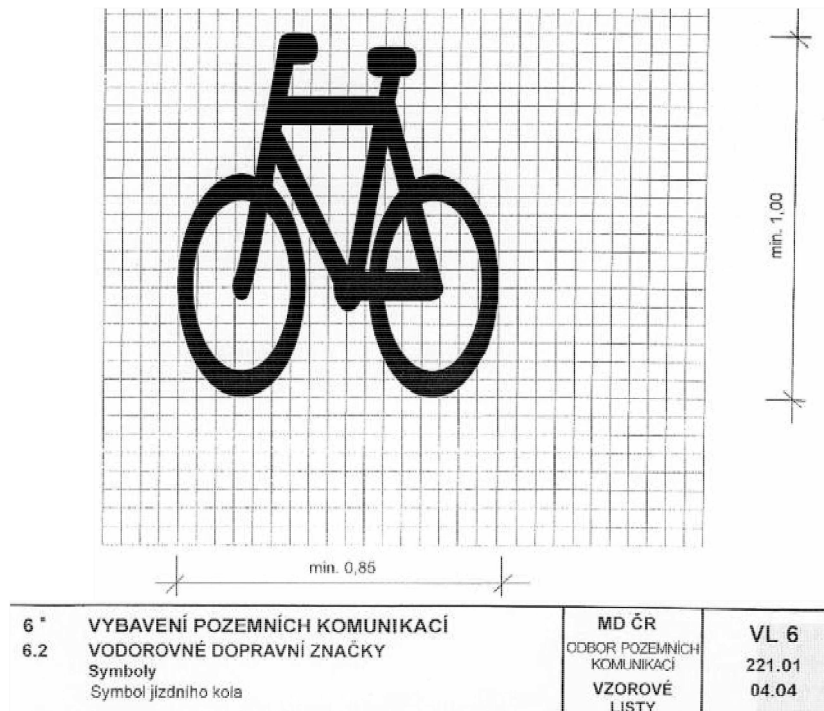 min. 1,00
min. 0,85
6 VYBAVENÍ POZEMNÍCH KOMUNIKACÍ
6.2 VODOROVNÉ DOPRAVNÍ ZNAČKY
Symboly
Symbol jízdního kola
MD ČR
ODBOR POZEMNÍCH
KOMUNIKACÍ
VZOROVÉ
LISTY
VL 6
221.01
04.04